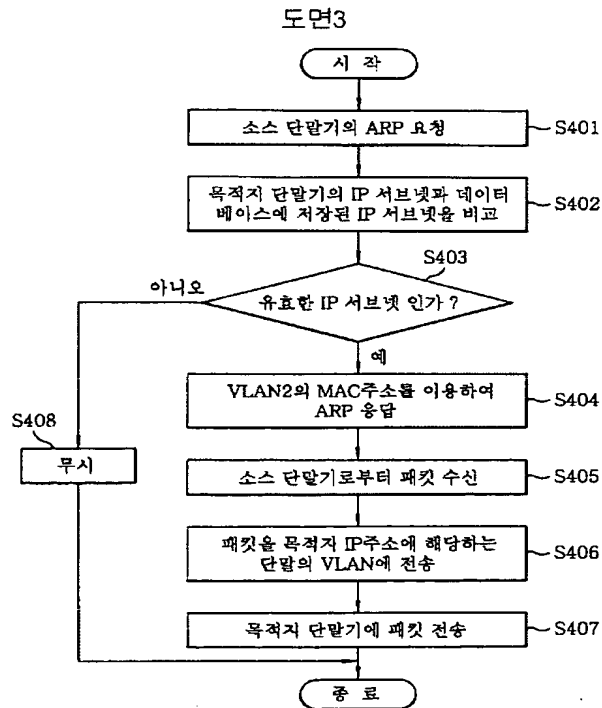 도면3
시 작
소스 단말기의 ARP 요청
S401
목적지 단말기의 IP 서브넷과 데이터
베이스에 저장된 IP 서브넷을 비고
S402
S403
유효한 IP 서브넷 인가 ?
아니오
예
VLAN2의 MAC주소를 이용하여
ARP 응답
S404
S408
무시
소스 단말기로부터 패킷 수신
S405
패킷을 목적자 IP주소에 해당하는
단말의 VLAN에 전송
S406
목적지 단말기에 패킷 전송
S407
종 료